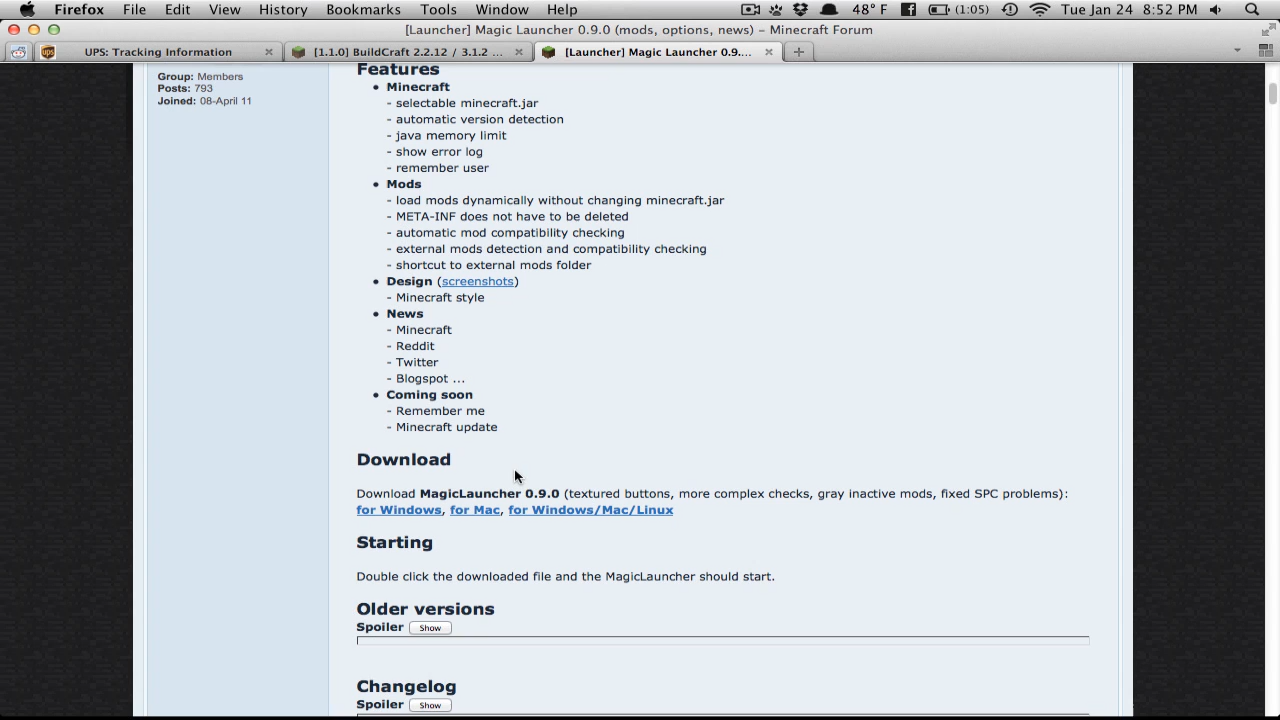 Firefox File Edit View History Bookmarks Tools Window Help 48° F (1:05) Tue Jan 24 8:52 PM
[Launcher] Magic Launcher 0.9.0 (mods, options, news) – Minecraft Forum
UPS: Tracking Information [1.1.0] BuildCraft 2.2.12 / 3.1.2 ... [Launcher] Magic Launcher 0.9....
Group: Members
Posts: 793
Joined: 08-April 11
Features
• Minecraft
- selectable minecraft.jar
- automatic version detection
- java memory limit
- show error log
- remember user
• Mods
- load mods dynamically without changing minecraft.jar
- META-INF does not have to be deleted
- automatic mod compatibility checking
- external mods detection and compatibility checking
- shortcut to external mods folder
• Design (screenshots)
- Minecraft style
• News
- Minecraft
- Reddit
- Twitter
- Blogspot ...
• Coming soon
- Remember me
- Minecraft update
Download
Download MagicLauncher 0.9.0 (textured buttons, more complex checks, gray inactive mods, fixed SPC problems):
for Windows, for Mac, for Windows/Mac/Linux
Starting
Double click the downloaded file and the MagicLauncher should start.
Older versions
Spoiler Show
Changelog
Spoiler Show